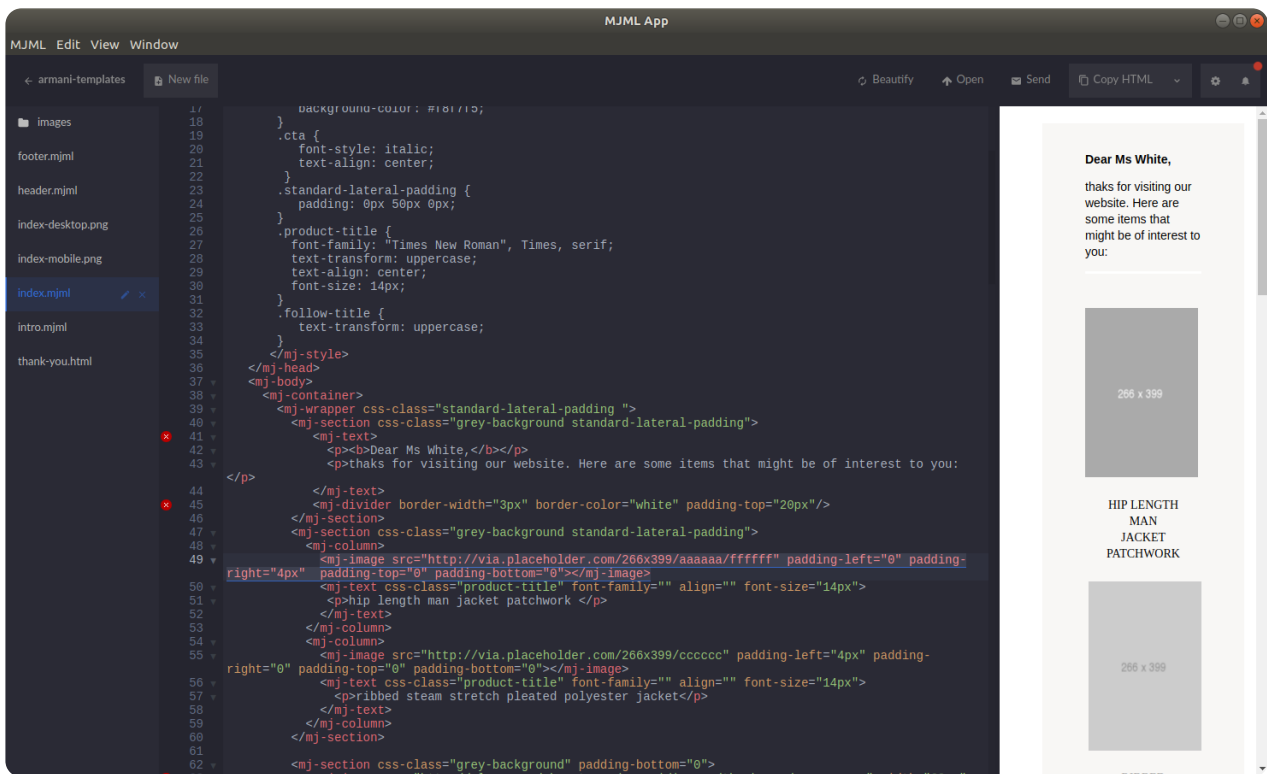 MJML App
MJML Edit View Window
← armani-templates
New file
Beautify
Open
Send
Copy HTML
images
footer.mjml
header.mjml
index-desktop.png
index-mobile.png
index.mjml
intro.mjml
thank-you.html
17 background-color: #f8f7f5;
18 }
19 .cta {
20 font-style: italic;
21 text-align: center;
22 }
23 .standard-lateral-padding {
24 padding: 0px 50px 0px;
25 }
26 .product-title {
27 font-family: "Times New Roman", Times, serif;
28 text-transform: uppercase;
29 text-align: center;
30 font-size: 14px;
31 }
32 .follow-title {
33 text-transform: uppercase;
34 }
35 </mj-style>
36 </mj-head>
37 <mj-body>
38 <mj-container>
39 <mj-wrapper css-class="standard-lateral-padding ">
40 <mj-section css-class="grey-background standard-lateral-padding">
41 <mj-text>
42 <p><b>Dear Ms White,</b></p>
43 <p>thaks for visiting our website. Here are some items that might be of interest to you:
</p>
44 </mj-text>
45 <mj-divider border-width="3px" border-color="white" padding-top="20px"/>
46 </mj-section>
47 <mj-section css-class="grey-background standard-lateral-padding">
48 <mj-column>
49 <mj-image src="http://via.placeholder.com/266x399/aaaaaa/ffffff" padding-left="0" padding-
right="4px" padding-top="0" padding-bottom="0"></mj-image>
50 <mj-text css-class="product-title" font-family="" align="" font-size="14px">
51 <p>hip length man jacket patchwork </p>
52 </mj-text>
53 </mj-column>
54 <mj-column>
55 <mj-image src="http://via.placeholder.com/266x399/cccccc" padding-left="4px" padding-
right="0" padding-top="0" padding-bottom="0"></mj-image>
56 <mj-text css-class="product-title" font-family="" align="" font-size="14px">
57 <p>ribbed steam stretch pleated polyester jacket</p>
58 </mj-text>
59 </mj-column>
60 </mj-section>
61
62 <mj-section css-class="grey-background" padding-bottom="0">
Dear Ms White,
thaks for visiting our
website. Here are
some items that
might be of interest to
you:
266 x 399
HIP LENGTH
MAN
JACKET
PATCHWORK
266 x 399